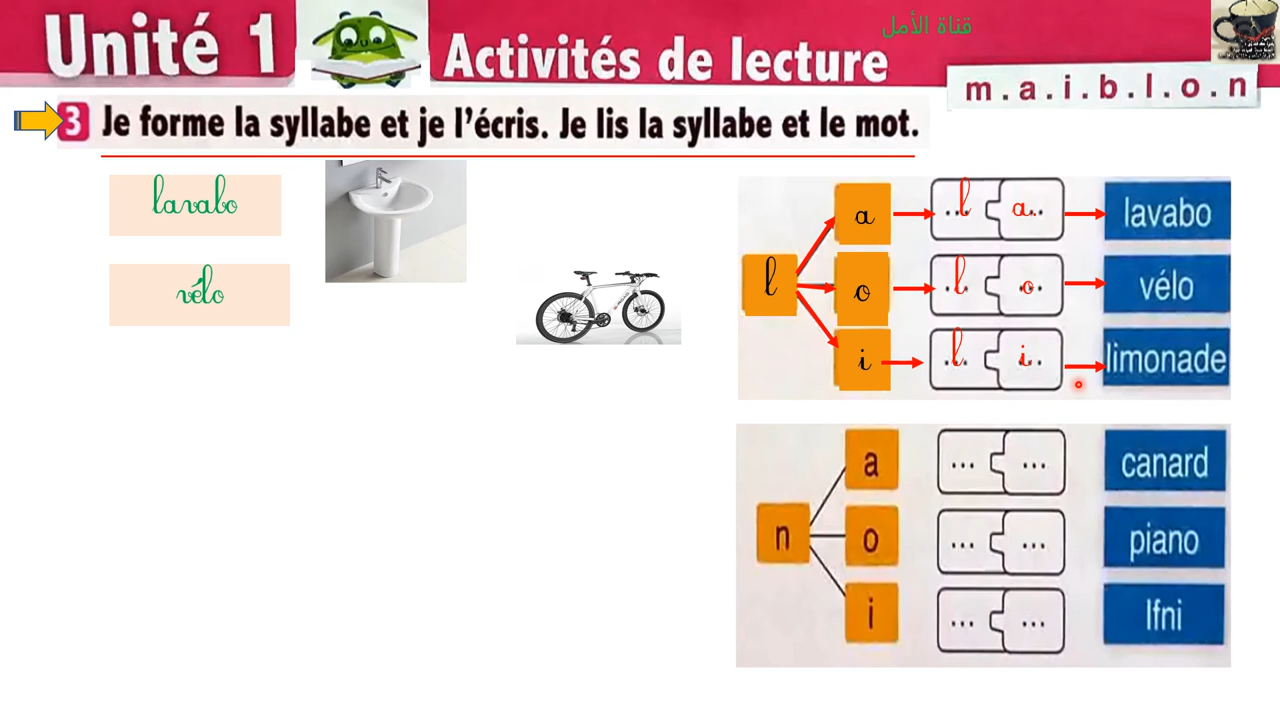 Unité 1
Activités de lecture
قناة الأمل
m.a.i.b.l.o.n
3 Je forme la syllabe et je l'écris. Je lis la syllabe et le mot.
lavabo
vélo
l
a
l a
lavabo
o
l o
vélo
i
l i
limonade
n
a
... ...
canard
o
... ...
piano
i
... ...
Ifni